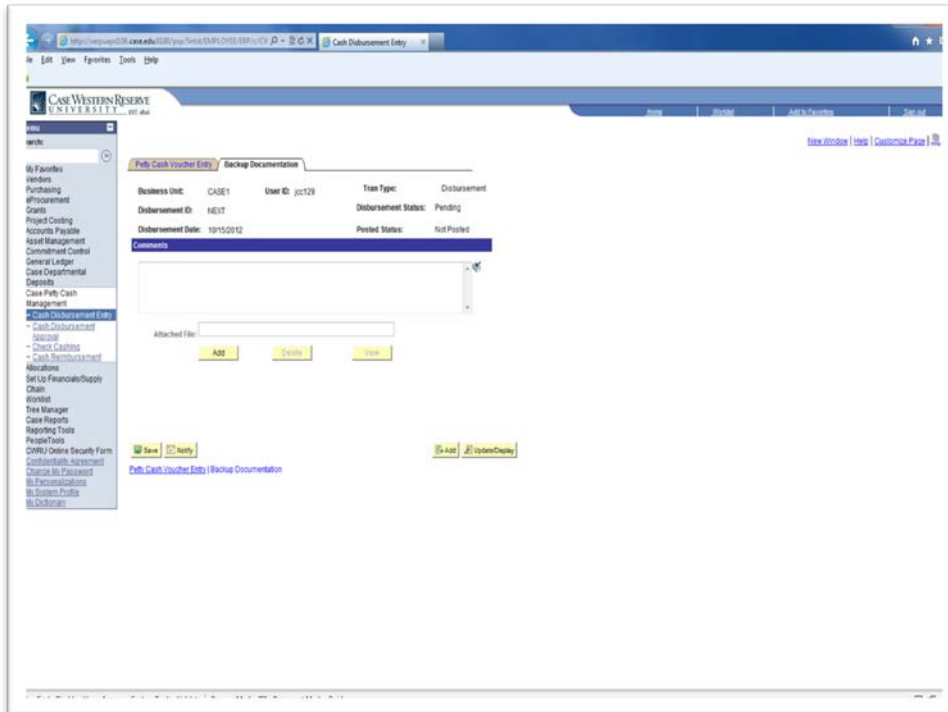 Cash Disbursement Entry
Edit View Favorites Tools Help
CASE WESTERN RESERVE
UNIVERSITY EST. 1826
Home Worklist Add to Favorites Sign out
New Window | Help | Customize Page |
enu
earch:
My Favorites
Vendors
Purchasing
eProcurement
Grants
Project Costing
Accounts Payable
Asset Management
Commitment Control
General Ledger
Case Departmental
Deposits
Case Petty Cash
Management
- Cash Disbursement Entry
- Cash Disbursement
Approval
- Check Cashing
- Cash Reimbursement
Allocations
Set Up Financials/Supply
Chain
Worklist
Tree Manager
Case Reports
Reporting Tools
PeopleTools
CWRU Online Security Form
Confidentiality Agreement
Change My Password
My Personalizations
My System Profile
My Dictionary
Petty Cash Voucher Entry Backup Documentation
Business Unit: CASE1 User ID: jcc129 Tran Type: Disbursement
Disbursement ID: NEXT Disbursement Status: Pending
Disbursement Date: 10/15/2012 Posted Status: Not Posted
Comments
Attached File:
Add Delete View
Save Notify Add Update/Display
Petty Cash Voucher Entry | Backup Documentation